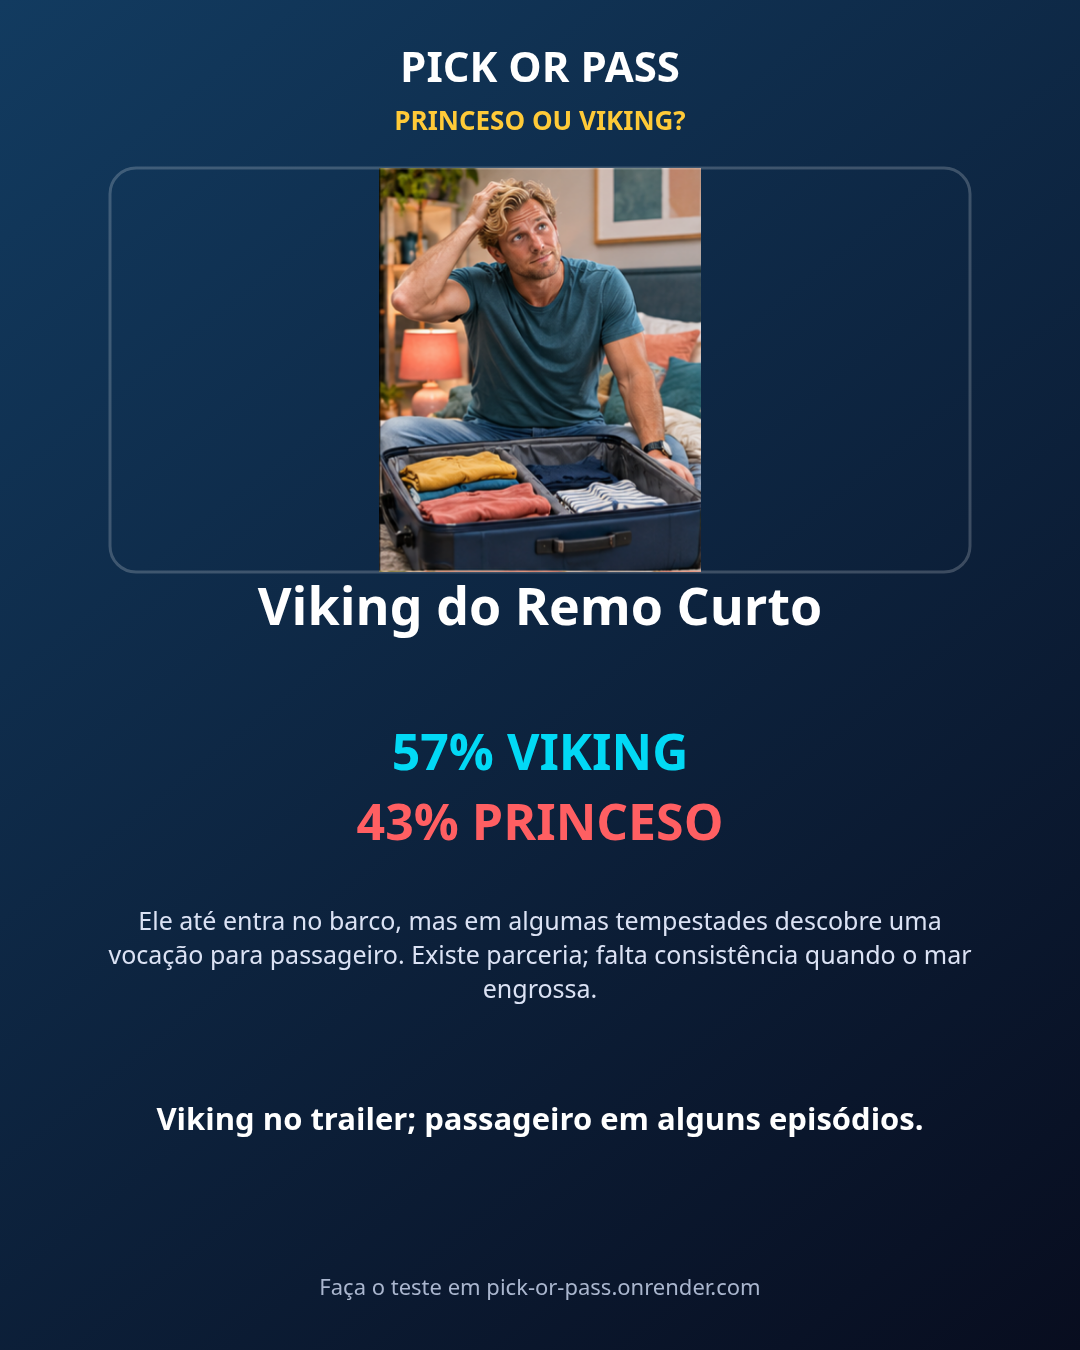 PICK OR PASS
PRINCESO OU VIKING?
Viking do Remo Curto
57% VIKING
43% PRINCESO
Ele até entra no barco, mas em algumas tempestades descobre uma
vocação para passageiro. Existe parceria; falta consistência quando o mar
engrossa.
Viking no trailer; passageiro em alguns episódios.
Faça o teste em pick-or-pass.onrender.com